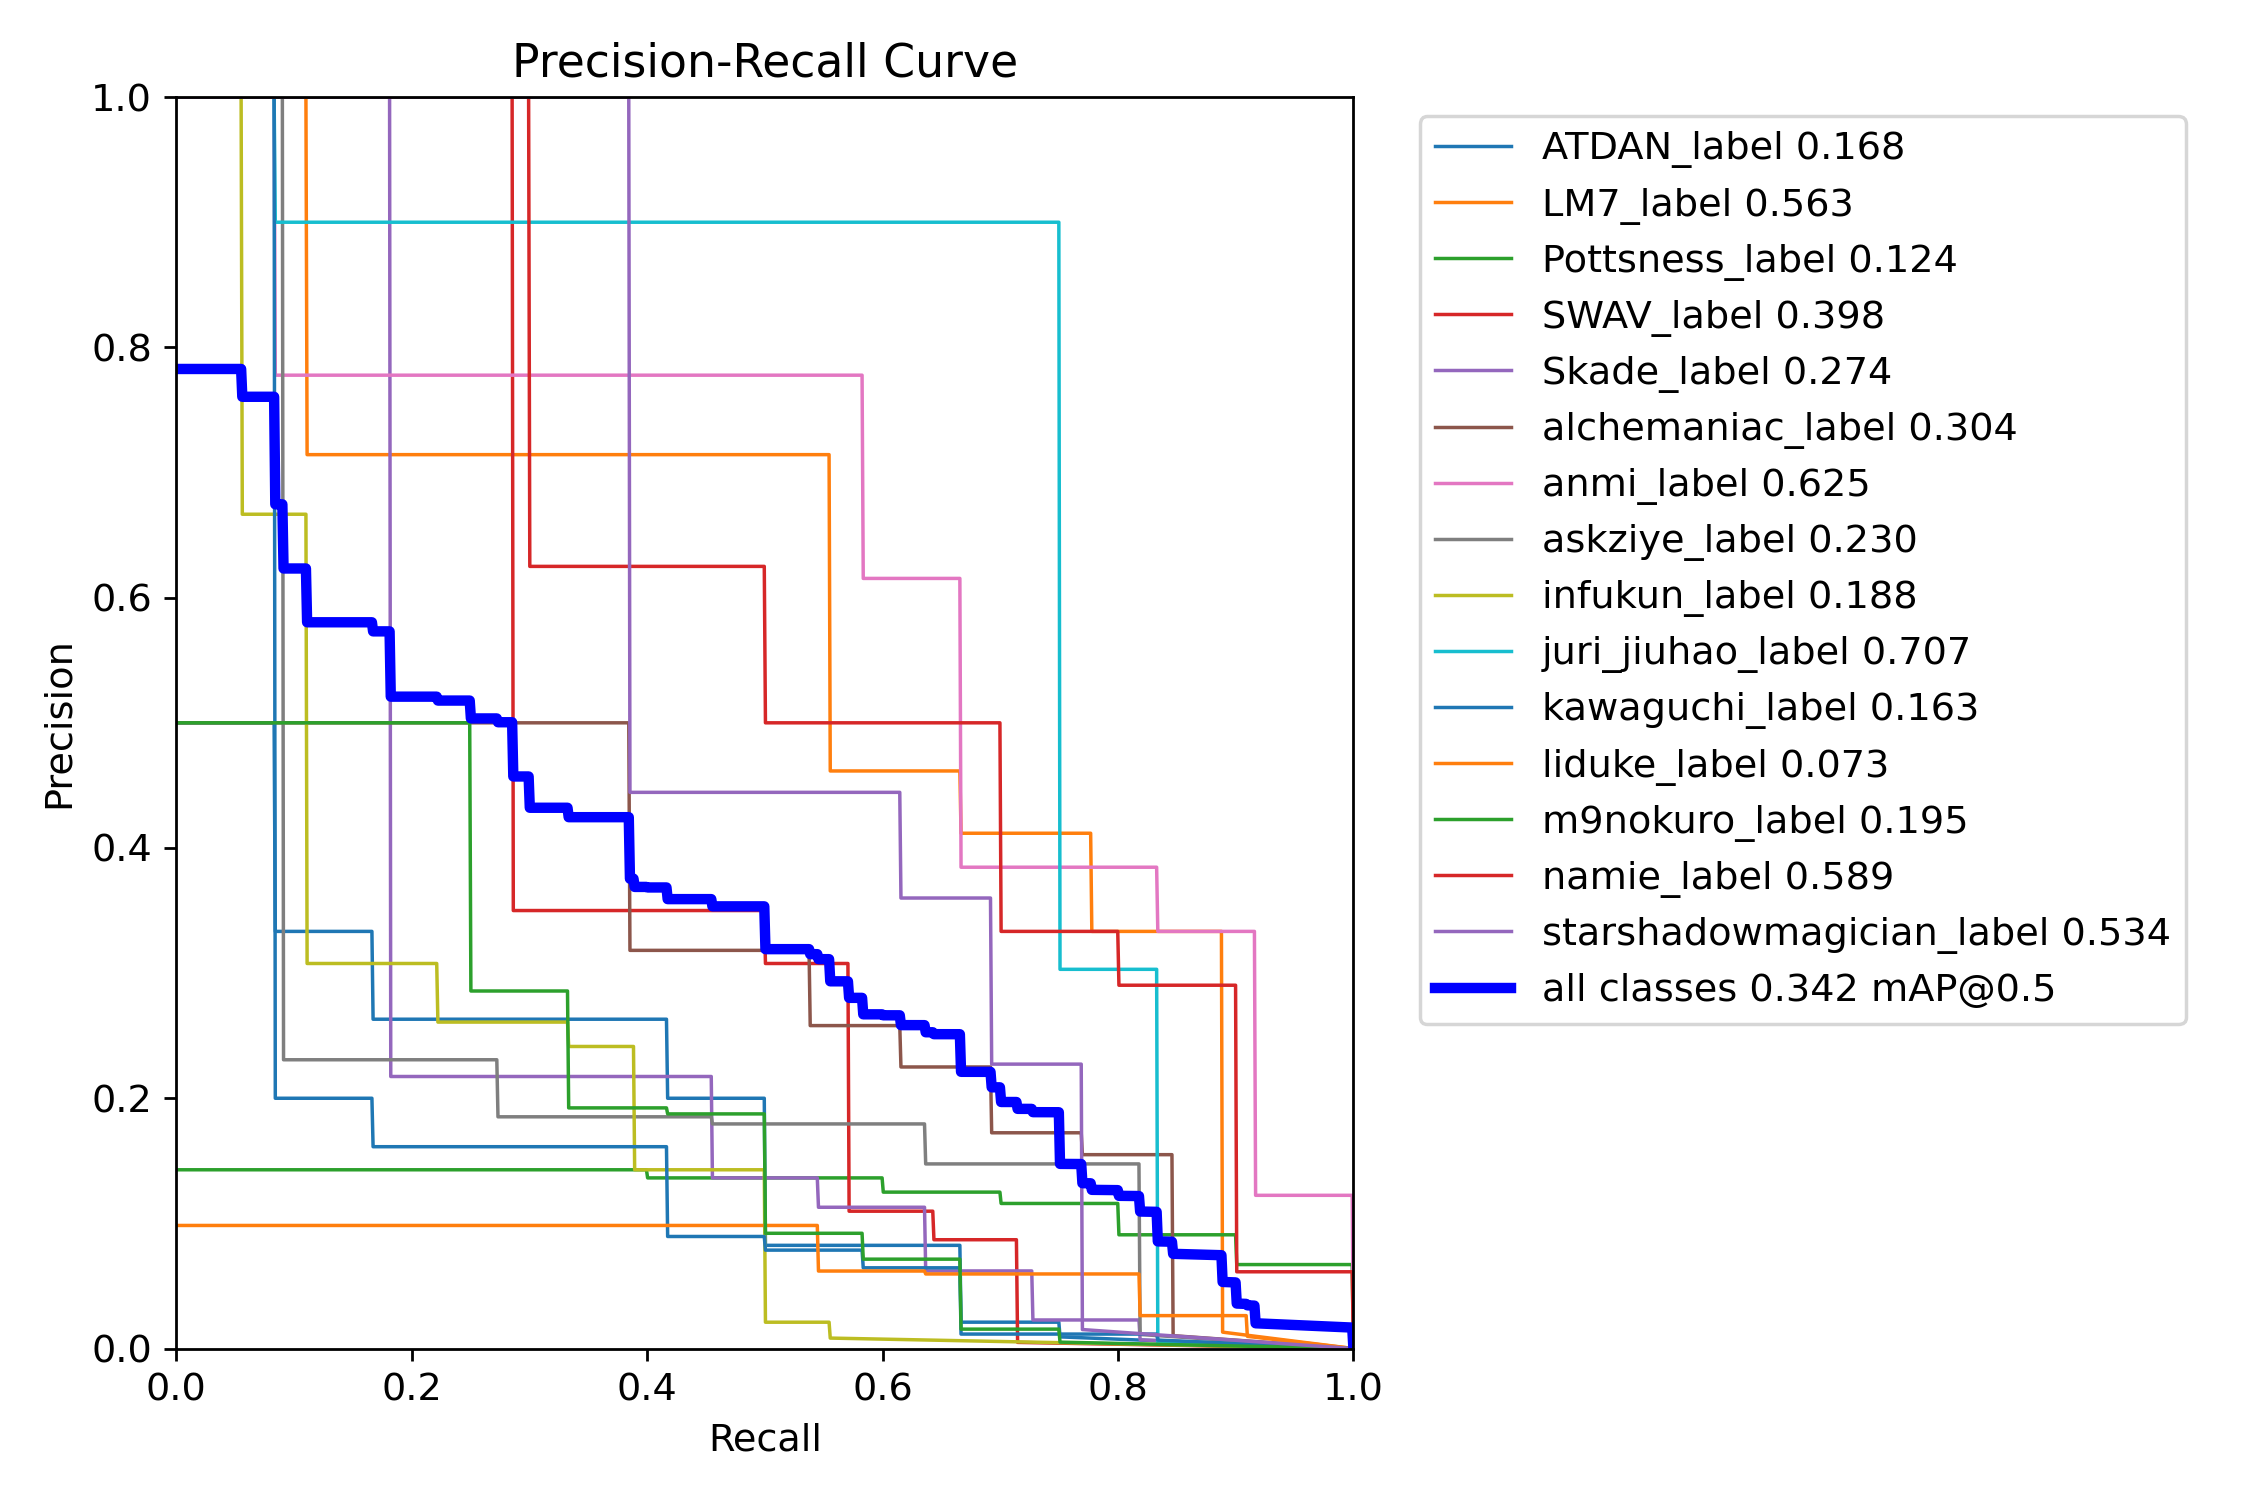 Precision-Recall Curve
1.0
0.8
0.6
0.4
0.2
0.0
Precision
0.0 0.2 0.4 0.6 0.8 1.0
Recall
ATDAN_label 0.168
LM7_label 0.563
Pottsness_label 0.124
SWAV_label 0.398
Skade_label 0.274
alchemaniac_label 0.304
anmi_label 0.625
askziye_label 0.230
infukun_label 0.188
juri_jiuhao_label 0.707
kawaguchi_label 0.163
liduke_label 0.073
m9nokuro_label 0.195
namie_label 0.589
starshadowmagician_label 0.534
all classes 0.342 mAP@0.5